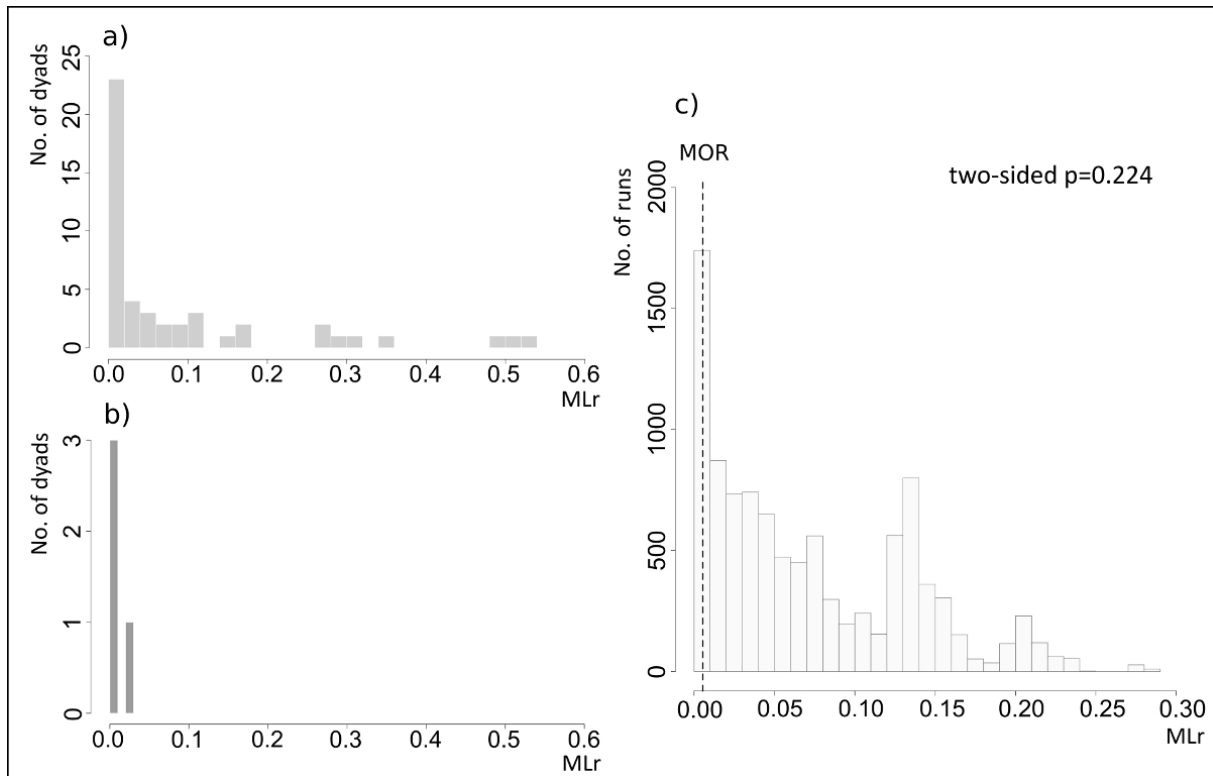 a)
No. of dyads
25
20
15
10
5
0
0.0 0.1 0.2 0.3 0.4 0.5 0.6
MLr
b)
No. of dyads
3
2
1
0
0.0 0.1 0.2 0.3 0.4 0.5 0.6
MLr
c)
MOR
two-sided p=0.224
No. of runs
2000
1500
1000
500
0
0.00 0.05 0.10 0.15 0.20 0.25 0.30
MLr